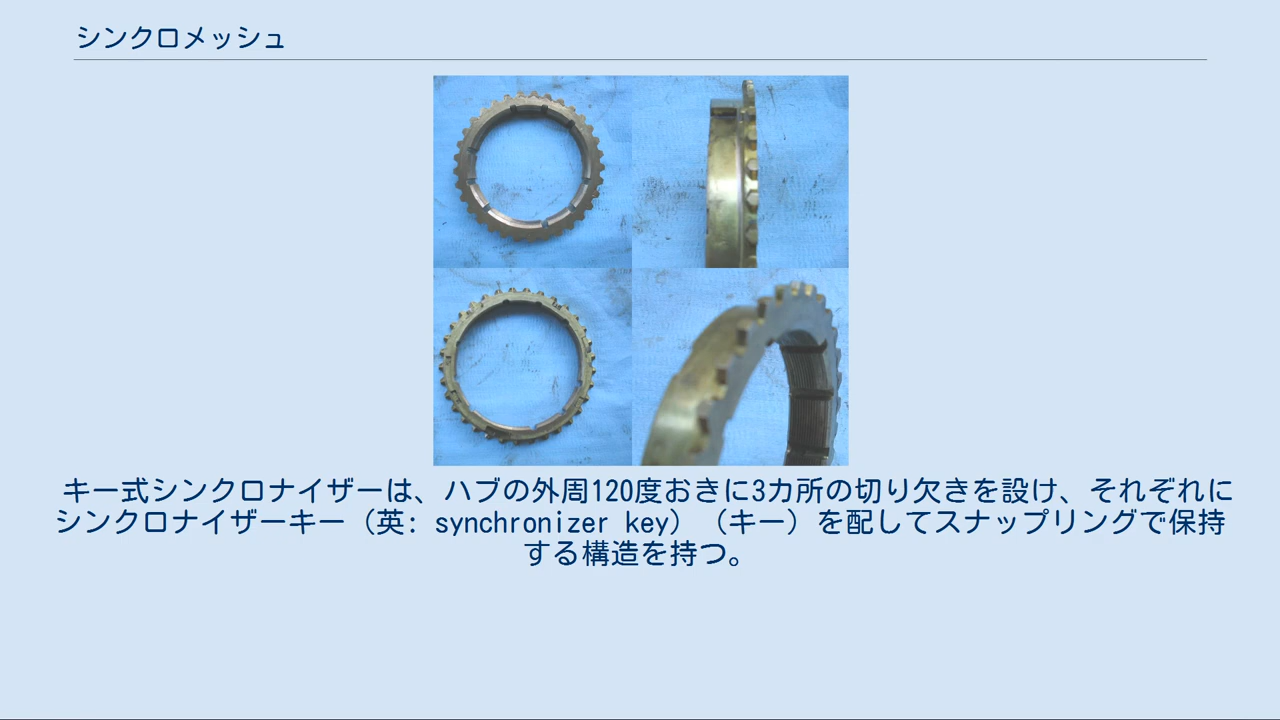 シンクロメッシュ
キー式シンクロナイザーは、ハブの外周120度おきに3カ所の切り欠きを設け、それぞれに
シンクロナイザーキー（英: synchronizer key）（キー）を配してスナップリングで保持
する構造を持つ。